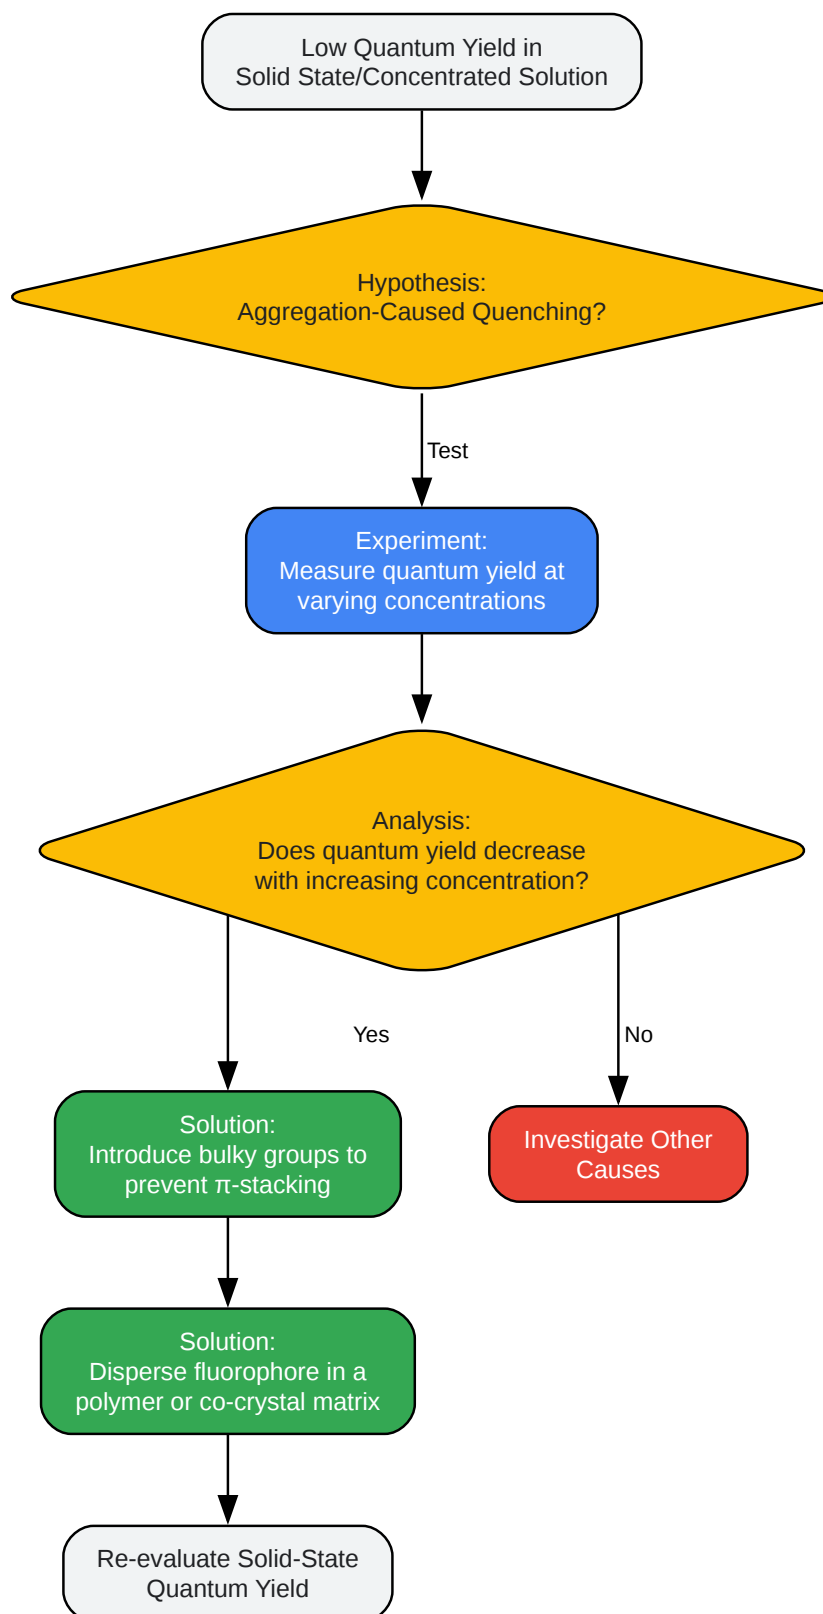 Low Quantum Yield in
Solid State/Concentrated Solution
Hypothesis:
Aggregation-Caused Quenching?
Test
Experiment:
Measure quantum yield at
varying concentrations
Analysis:
Does quantum yield decrease
with increasing concentration?
Yes
No
Solution:
Introduce bulky groups to
prevent π-stacking
Investigate Other
Causes
Solution:
Disperse fluorophore in a
polymer or co-crystal matrix
Re-evaluate Solid-State
Quantum Yield